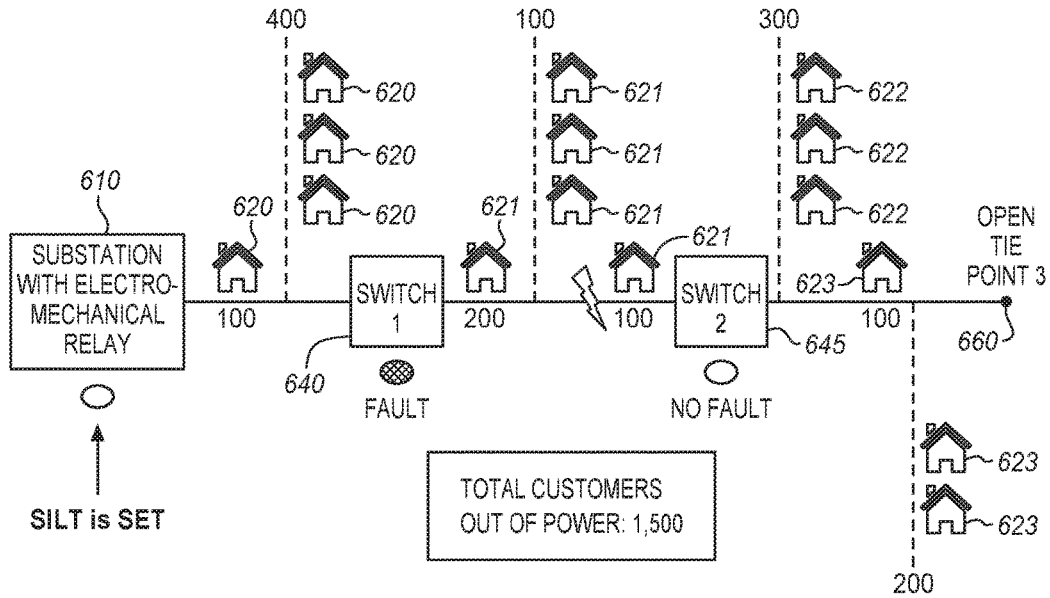 400
100
300
620
621
622
620
621
622
610
620
620
621
621
622
SUBSTATION
WITH ELECTRO-
MECHANICAL
RELAY
621
623
OPEN
TIE
POINT 3
100
SWITCH
1
200
100
SWITCH
2
100
640
645
660
FAULT
NO FAULT
SILT is SET
TOTAL CUSTOMERS
OUT OF POWER: 1,500
623
623
200